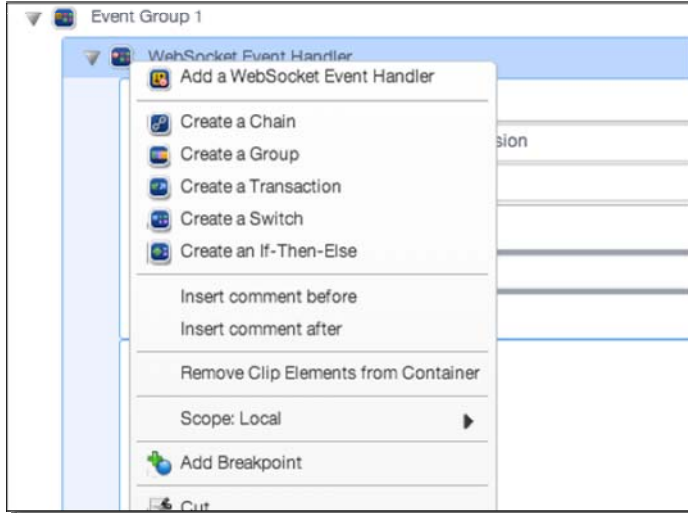 Event Group 1
WebSocket Event Handler
Add a WebSocket Event Handler
Create a Chain
sion
Create a Group
Create a Transaction
Create a Switch
Create an If-Then-Else
Insert comment before
Insert comment after
Remove Clip Elements from Container
Scope: Local
Add Breakpoint
Cut